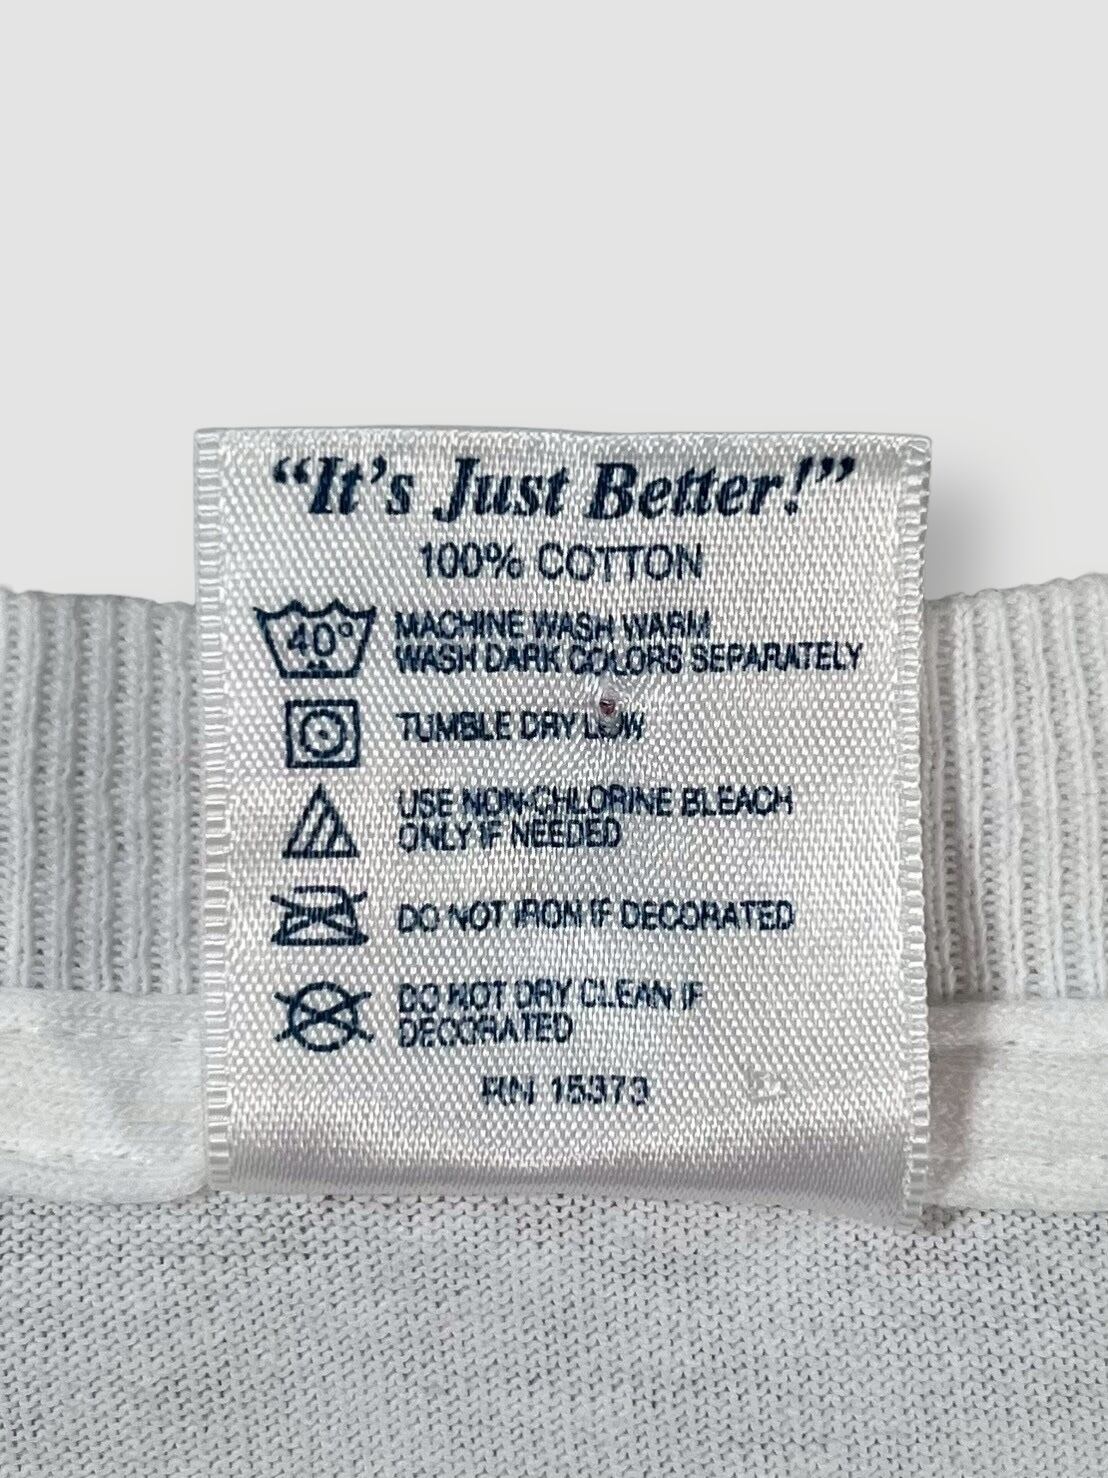 “It’s Just Better!”
100% COTTON
40°
MACHINE WASH WARM
WASH DARK COLORS SEPARATELY
TUMBLE DRY LOW
USE NON-CHLORINE BLEACH
ONLY IF NEEDED
DO NOT IRON IF DECORATED
DO NOT DRY CLEAN IF
DECORATED
RN 15373